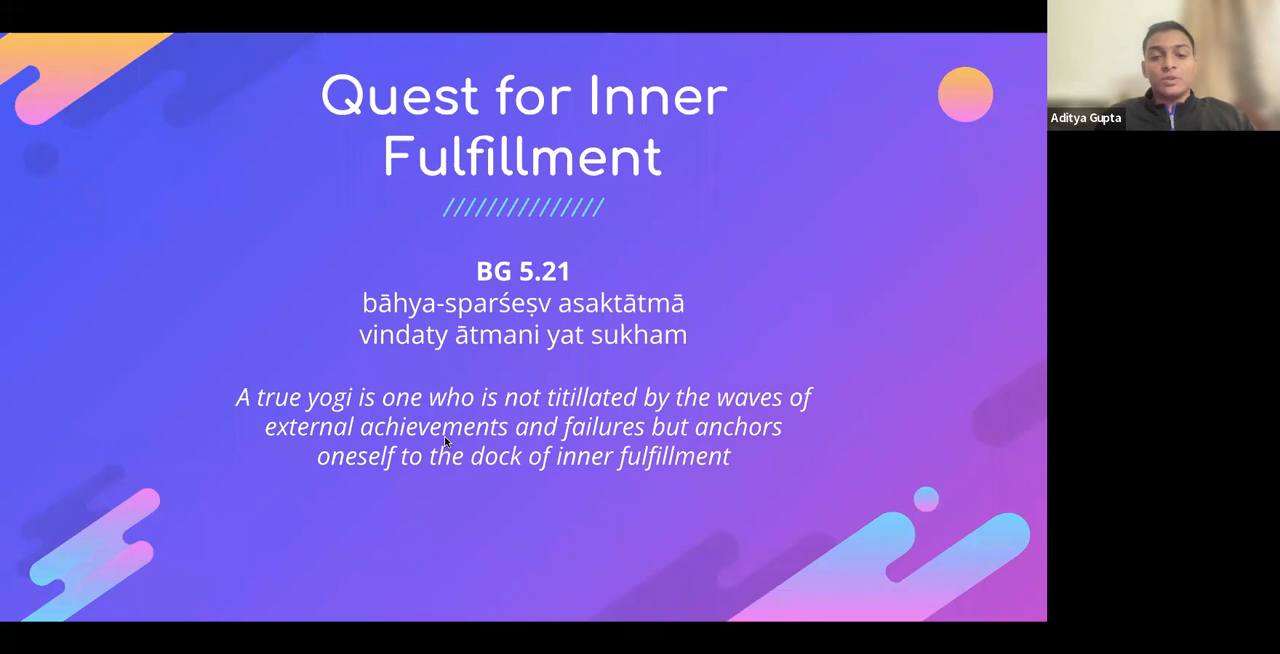 Quest for Inner
Fulfillment
///////////////
BG 5.21
bāhya-sparśeṣv asaktātmā
vindaty ātmani yat sukham
A true yogi is one who is not titillated by the waves of
external achievements and failures but anchors
oneself to the dock of inner fulfillment
Aditya Gupta